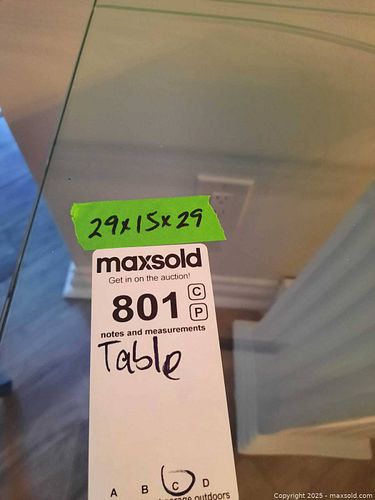 29x15x29
maxsold
Get in on the auction!
801 C
P
notes and measurements
Table
A B C D
outdoors
Copyright 2025 - maxsold.com